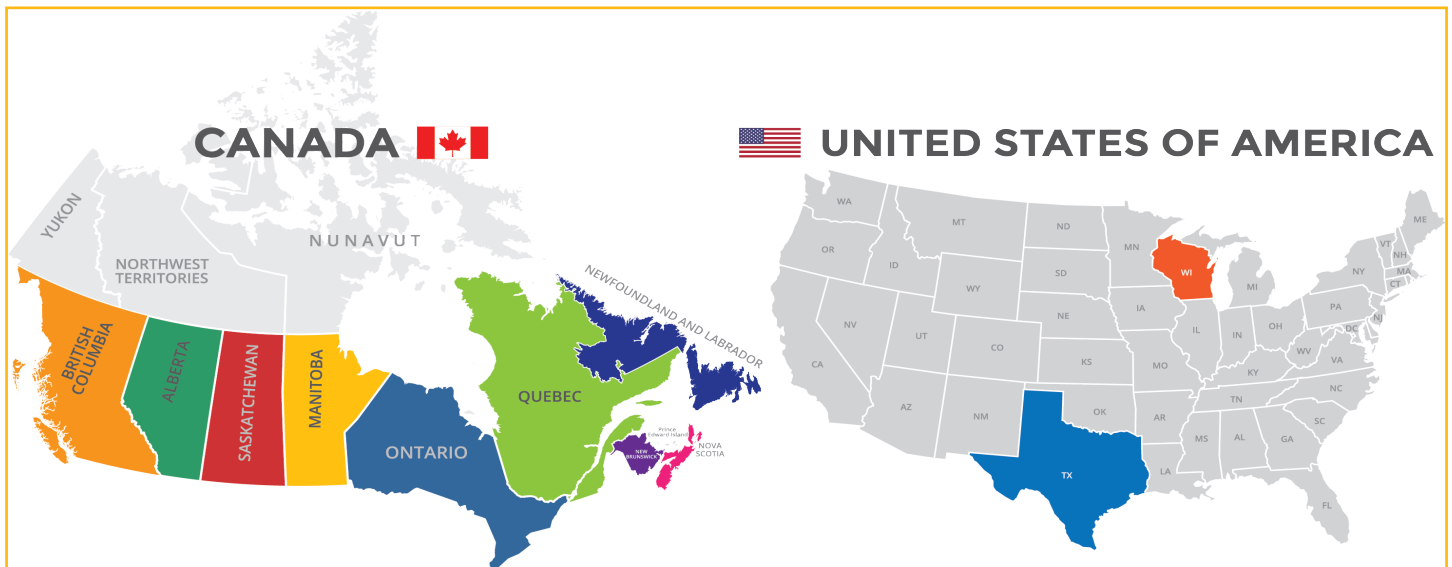 CANADA
UNITED STATES OF AMERICA
YUKON
NORTHWEST
TERRITORIES
NUNAVUT
NEWFOUNDLAND AND LABRADOR
BRITISH
COLUMBIA
ALBERTA
SASKATCHEWAN
MANITOBA
ONTARIO
QUEBEC
Prince
Edward Island
NEW
BRUNSWICK
NOVA
SCOTIA
WA
OR
CA
ID
NV
MT
WY
UT
AZ
CO
NM
ND
SD
NE
KS
OK
TX
MN
IA
MO
AR
LA
WI
IL
MI
IN
OH
KY
TN
MS
AL
GA
FL
SC
NC
VA
WV
DC
PA
NJ
NY
CT
MA
VT
NH
ME